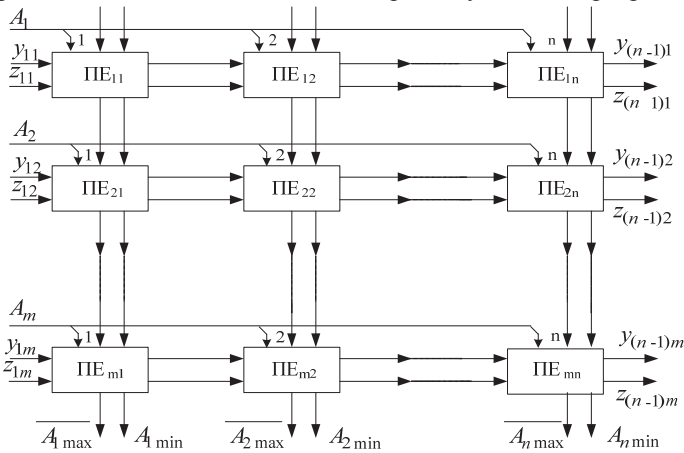 A₁
1 2 n
y₁₁ y₍ₙ₋₁₎₁
ПЕ₁₁ ПЕ₁₂ ПЕ₁ₙ
z₁₁ z₍ₙ ₁₎₁
A₂
1 2 n
y₁₂ y₍ₙ₋₁₎₂
ПЕ₂₁ ПЕ₂₂ ПЕ₂ₙ
z₁₂ z₍ₙ₋₁₎₂
Aₘ
1 2 n
y₁ₘ y₍ₙ₋₁₎ₘ
ПЕₘ₁ ПЕₘ₂ ПЕₘₙ
z₁ₘ z₍ₙ₋₁₎ₘ
A₁ max A₁ min A₂ max A₂ min Aₙ max Aₙ min